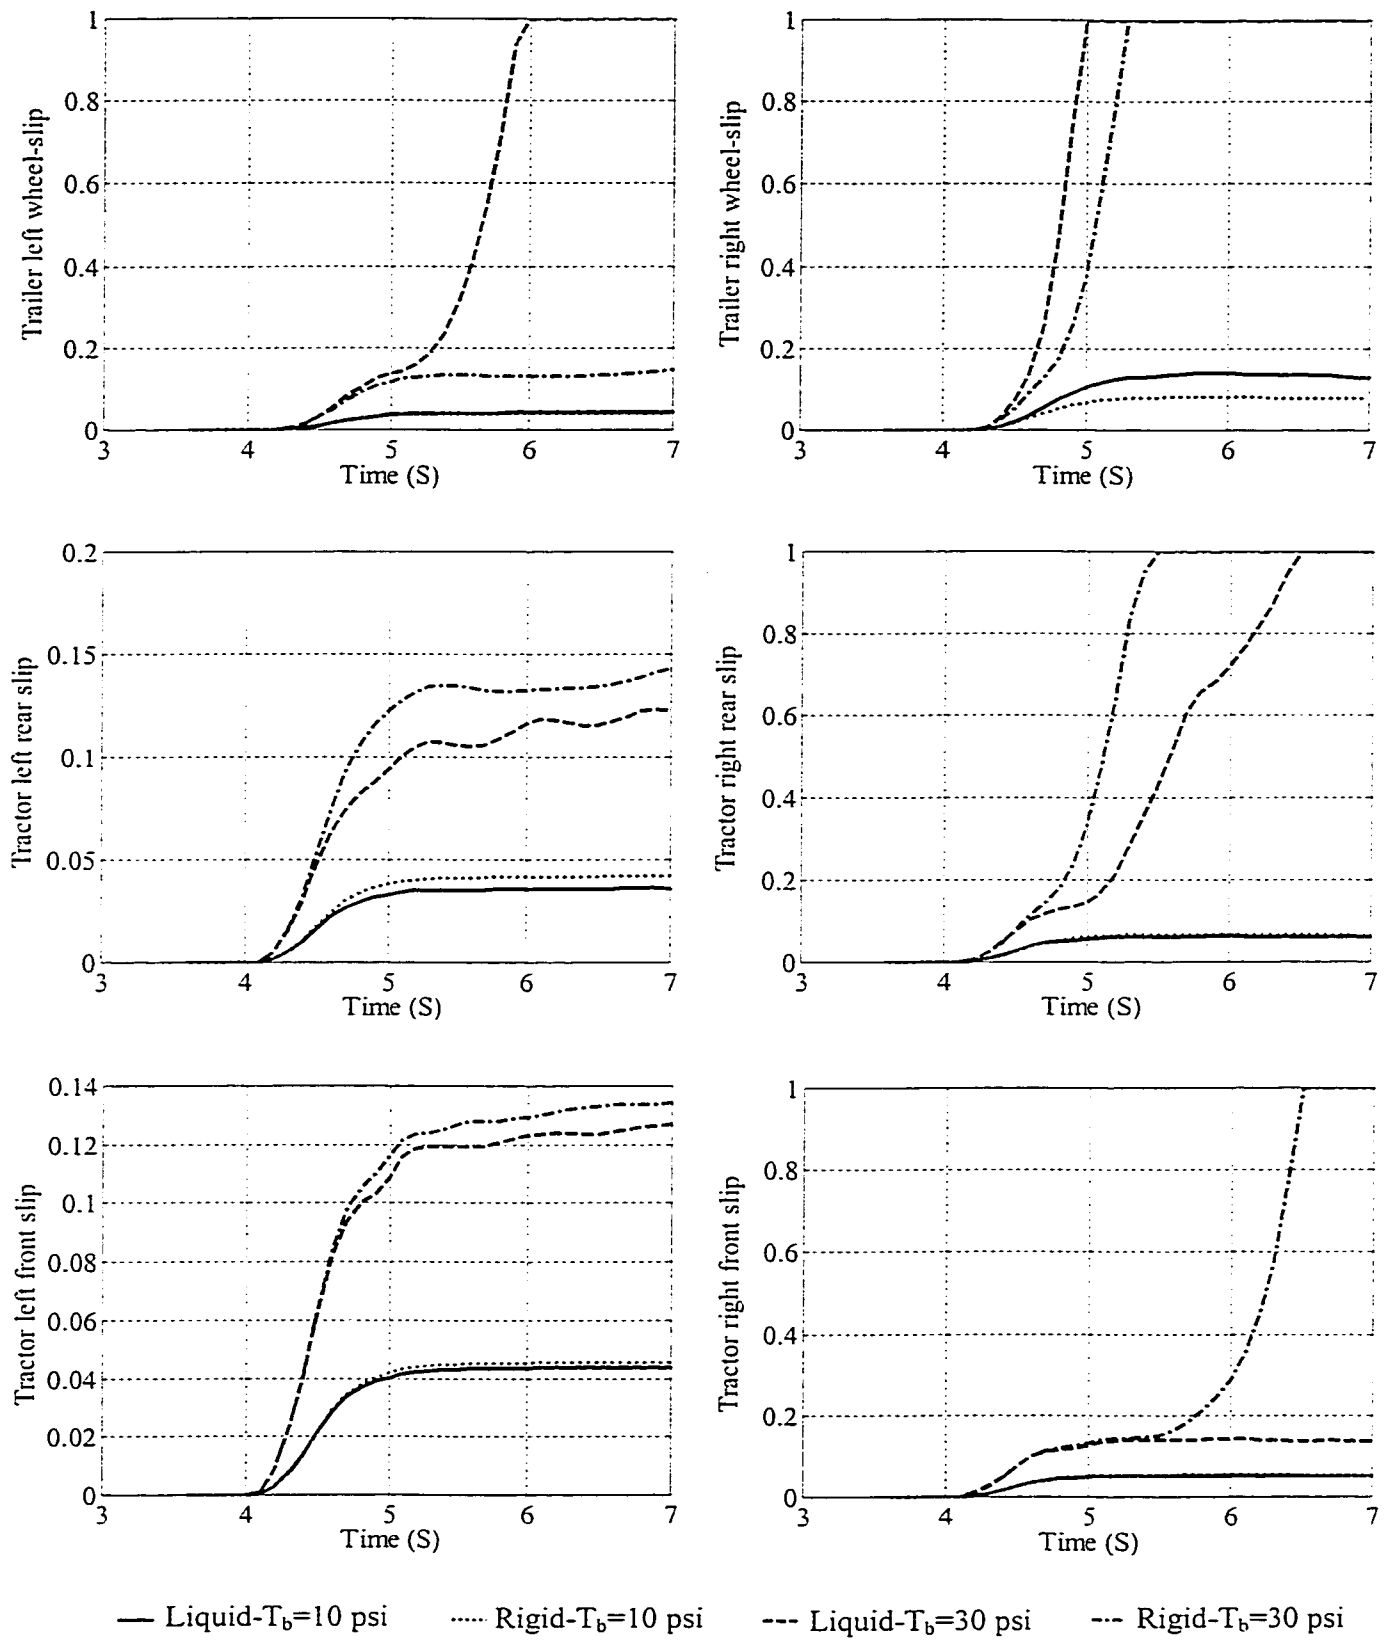 Trailer left wheel-slip
1
0.8
0.6
0.4
0.2
0
3 4 5 6 7
Time (S)
Trailer right wheel-slip
1
0.8
0.6
0.4
0.2
0
3 4 5 6 7
Time (S)
Tractor left rear slip
0.2
0.15
0.1
0.05
0
3 4 5 6 7
Time (S)
Tractor right rear slip
1
0.8
0.6
0.4
0.2
0
3 4 5 6 7
Time (S)
Tractor left front slip
0.14
0.12
0.1
0.08
0.06
0.04
0.02
0
3 4 5 6 7
Time (S)
Tractor right front slip
1
0.8
0.6
0.4
0.2
0
3 4 5 6 7
Time (S)
Liquid-T_b=10 psi Rigid-T_b=10 psi Liquid-T_b=30 psi Rigid-T_b=30 psi